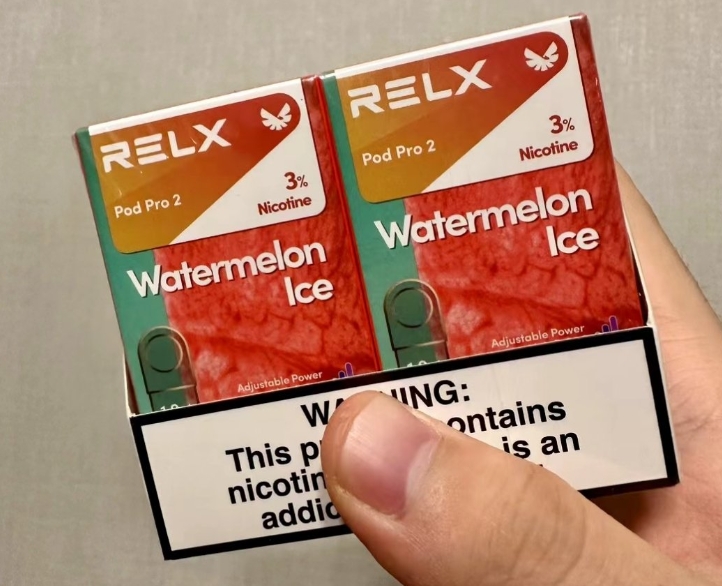 RELX
Pod Pro 2
3%
Nicotine
Watermelon
Ice
Adjustable Power
RELX
Pod Pro 2
3%
Nicotine
Watermelon
Ice
Adjustable Power
This
is an